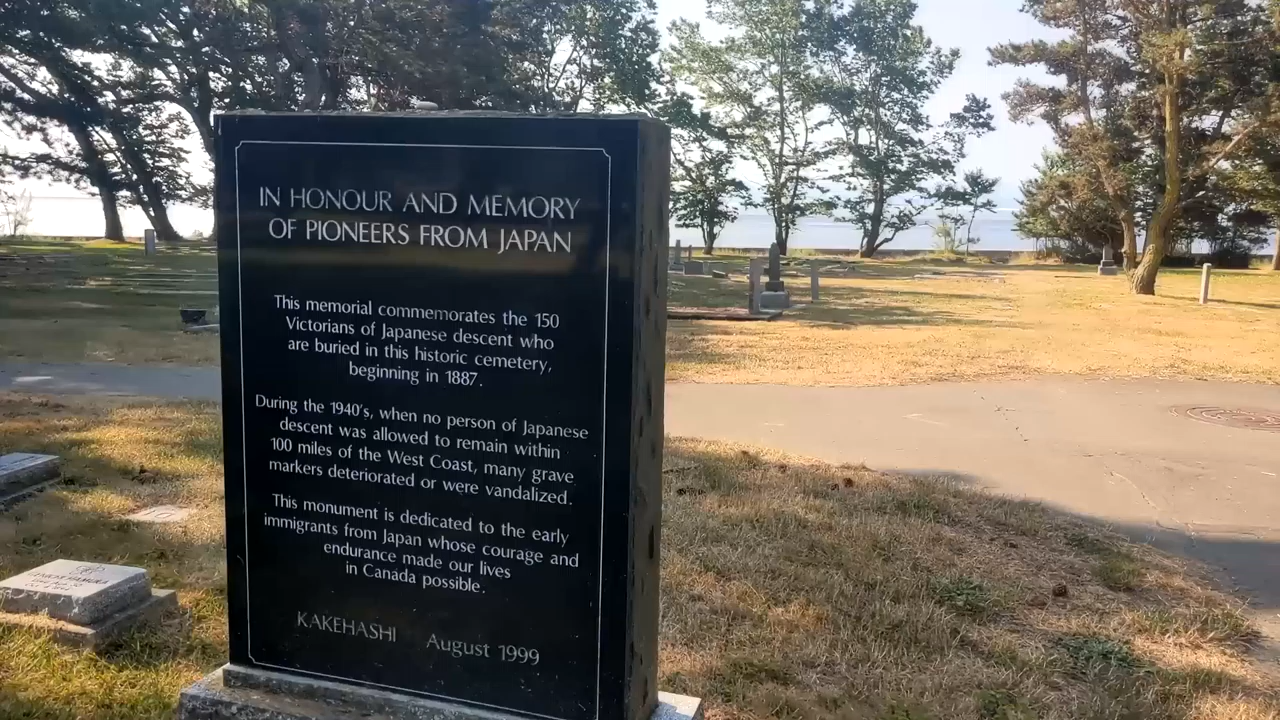 IN HONOUR AND MEMORY
OF PIONEERS FROM JAPAN
This memorial commemorates the 150
Victorians of Japanese descent who
are buried in this historic cemetery,
beginning in 1887.
During the 1940's, when no person of Japanese
descent was allowed to remain within
100 miles of the West Coast, many grave
markers deteriorated or were vandalized.
This monument is dedicated to the early
immigrants from Japan whose courage and
endurance made our lives
in Canada possible.
KAKEHASHI August 1999